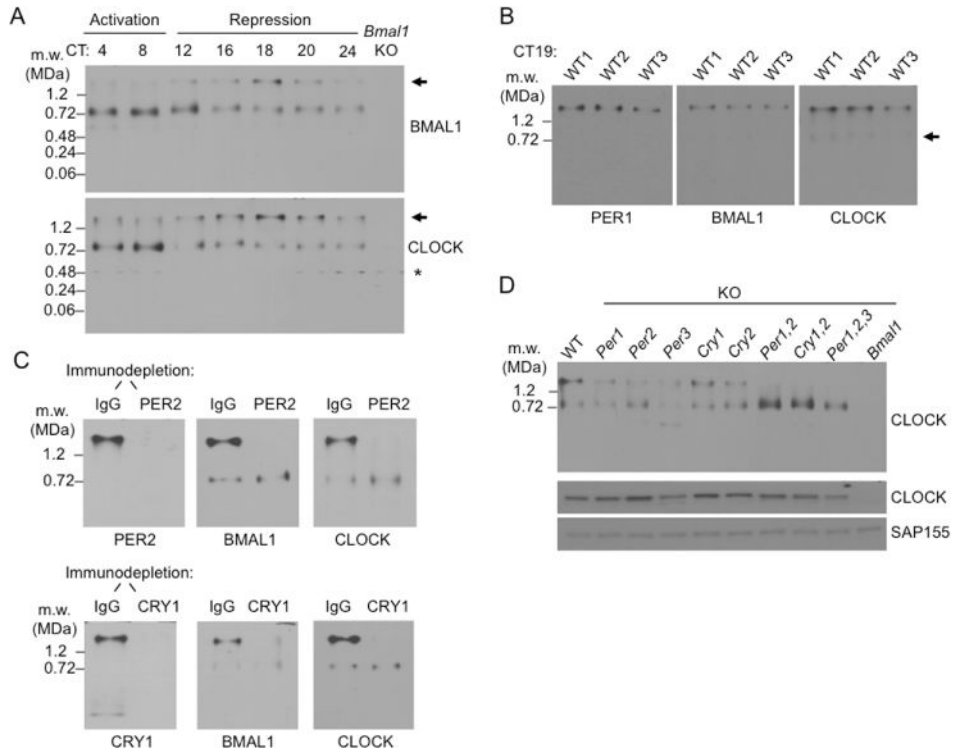 A
Activation Repression Bmal1
CT: 4 8 12 16 18 20 24 KO
m.w.
(MDa)
1.2
0.72
0.48
0.24
0.06
BMAL1
1.2
0.72
0.48
0.24
0.06
CLOCK
*
B
CT19: WT1 WT2 WT3 WT1 WT2 WT3 WT1 WT2 WT3
m.w.
(MDa)
1.2
0.72
PER1 BMAL1 CLOCK
C
Immunodepletion:
IgG PER2 IgG PER2 IgG PER2
m.w.
(MDa)
1.2
0.72
PER2 BMAL1 CLOCK
Immunodepletion:
IgG CRY1 IgG CRY1 IgG CRY1
m.w.
(MDa)
1.2
0.72
CRY1 BMAL1 CLOCK
D
KO
WT Per1 Per2 Per3 Cry1 Cry2 Per1,2 Cry1,2 Per1,2,3 Bmal1
m.w.
(MDa)
1.2
0.72
CLOCK
CLOCK
SAP155